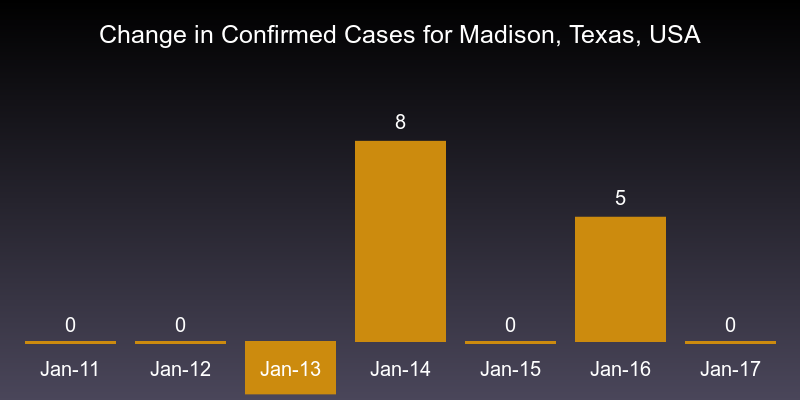 Change in Confirmed Cases for Madison, Texas, USA
8
5
0 0 0 0
Jan-11 Jan-12 Jan-13 Jan-14 Jan-15 Jan-16 Jan-17